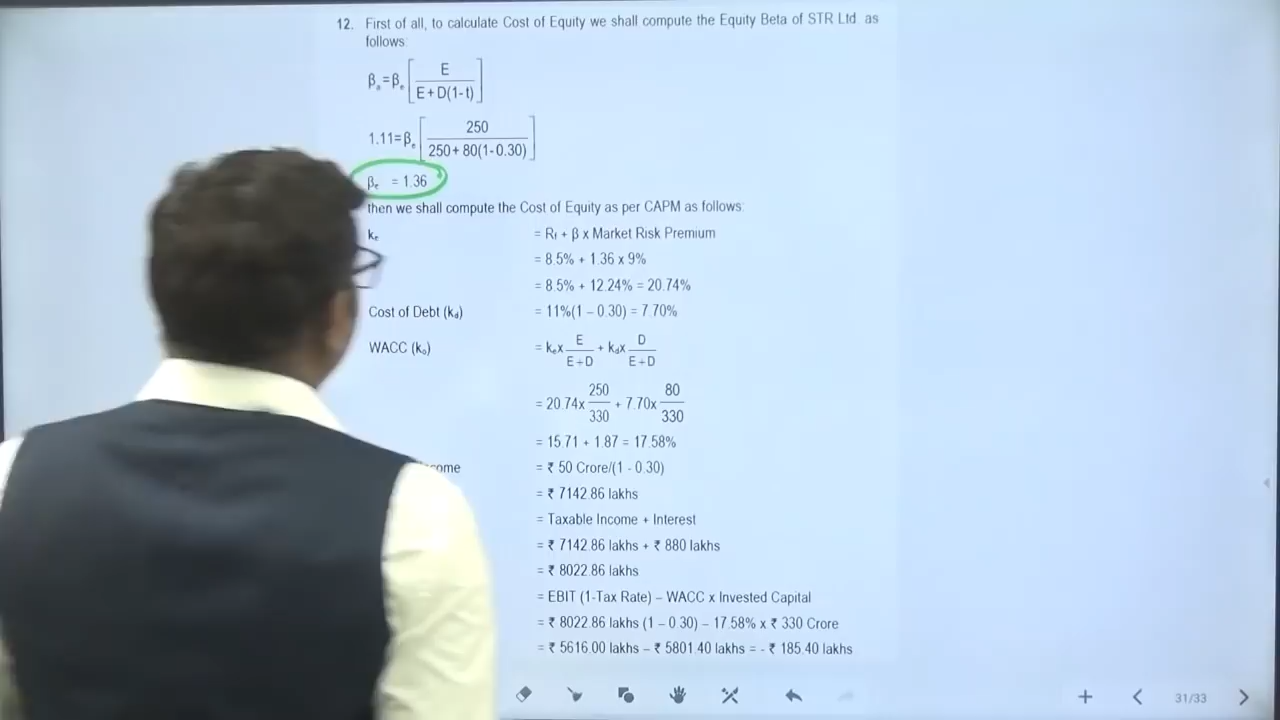 12. First of all, to calculate Cost of Equity we shall compute the Equity Beta of STR Ltd as
follows:
βa=βe[E/E+D(1-t)]
1.11=βe[250/250+80(1-0.30)]
βe = 1.36
then we shall compute the Cost of Equity as per CAPM as follows:
ke = Rf + β x Market Risk Premium
= 8.5% + 1.36 x 9%
= 8.5% + 12.24% = 20.74%
Cost of Debt (kd) = 11%(1 – 0.30) = 7.70%
WACC (ko) = kex E/E+D + kdx D/E+D
= 20.74x 250/330 + 7.70x 80/330
= 15.71 + 1.87 = 17.58%
= ₹ 50 Crore/(1 - 0.30)
= ₹ 7142.86 lakhs
= Taxable Income + Interest
= ₹ 7142.86 lakhs + ₹ 880 lakhs
= ₹ 8022.86 lakhs
= EBIT (1-Tax Rate) – WACC x Invested Capital
= ₹ 8022.86 lakhs (1 – 0.30) – 17.58% x ₹ 330 Crore
= ₹ 5616.00 lakhs – ₹ 5801.40 lakhs = - ₹ 185.40 lakhs
31/33